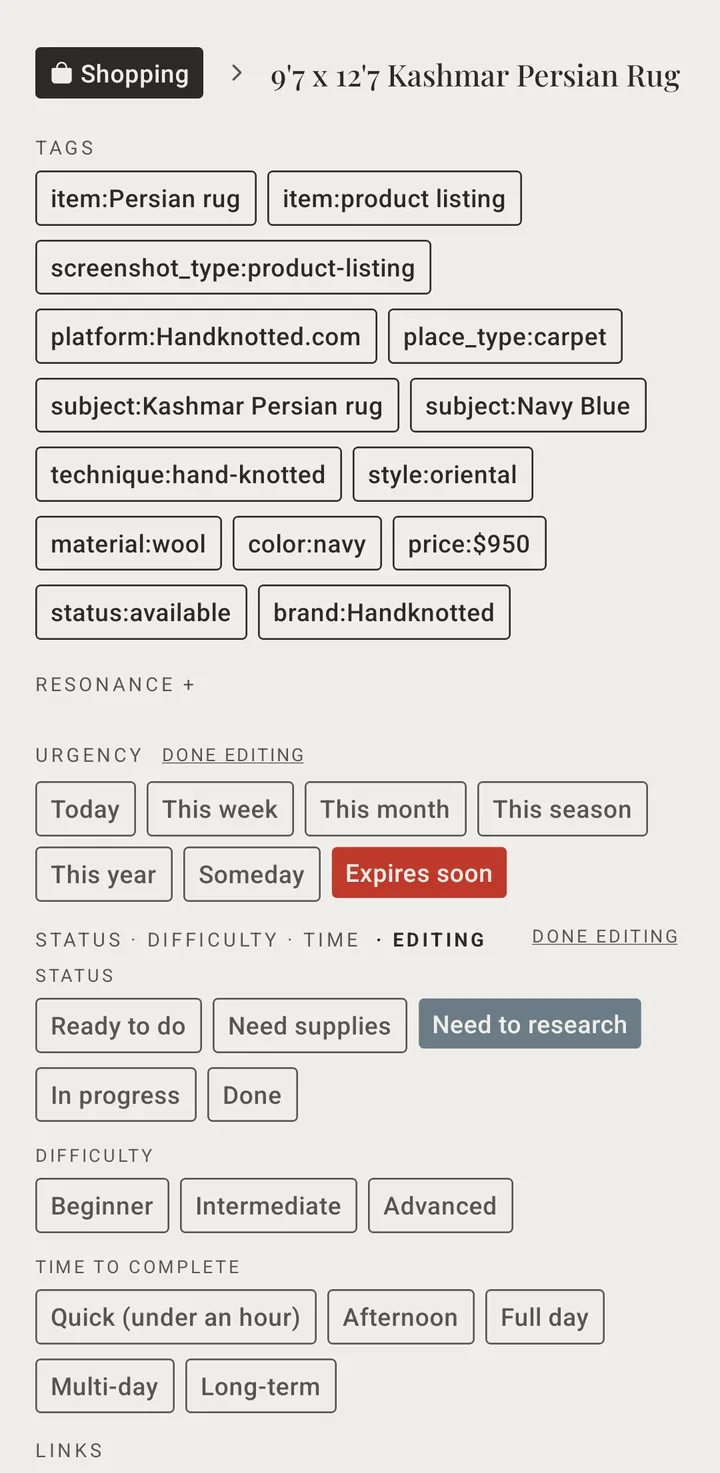 Shopping > 9'7 x 12'7 Kashmar Persian Rug
TAGS
item:Persian rug item:product listing
screenshot_type:product-listing
platform:Handknotted.com place_type:carpet
subject:Kashmar Persian rug subject:Navy Blue
technique:hand-knotted style:oriental
material:wool color:navy price:$950
status:available brand:Handknotted
RESONANCE +
URGENCY DONE EDITING
Today This week This month This season
This year Someday Expires soon
STATUS · DIFFICULTY · TIME · EDITING DONE EDITING
STATUS
Ready to do Need supplies Need to research
In progress Done
DIFFICULTY
Beginner Intermediate Advanced
TIME TO COMPLETE
Quick (under an hour) Afternoon Full day
Multi-day Long-term
LINKS